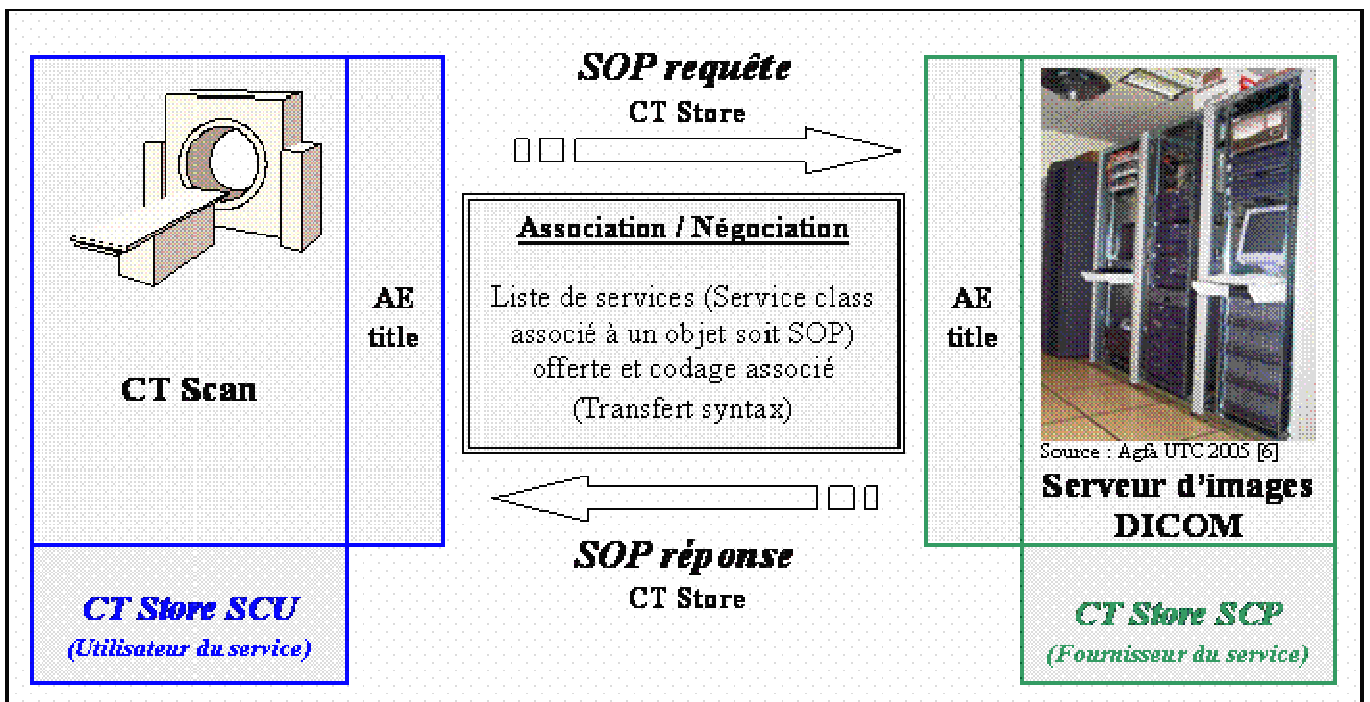 SOP requête
CT Store
Association / Négociation
Liste de services (Service class
associé à un objet soit SOP)
offerte et codage associé
(Transfert syntax)
SOP réponse
CT Store
CT Scan
AE
title
CT Store SCU
(Utilisateur du service)
AE
title
Source : Agfa UTC 2005 [6]
Serveur d'images
DICOM
CT Store SCP
(Fournisseur du service)